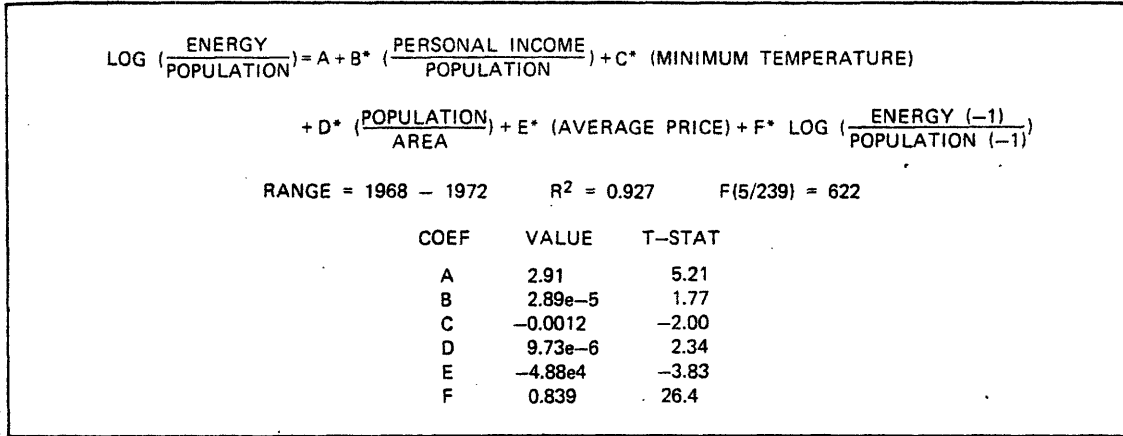 LOG (ENERGY/POPULATION) = A + B* (PERSONAL INCOME/POPULATION) + C* (MINIMUM TEMPERATURE)
+ D* (POPULATION/AREA) + E* (AVERAGE PRICE) + F* LOG (ENERGY (−1)/POPULATION (−1))
RANGE = 1968 − 1972 R² = 0.927 F(5/239) = 622
COEF VALUE T−STAT
A 2.91 5.21
B 2.89e−5 1.77
C −0.0012 −2.00
D 9.73e−6 2.34
E −4.88e4 −3.83
F 0.839 26.4